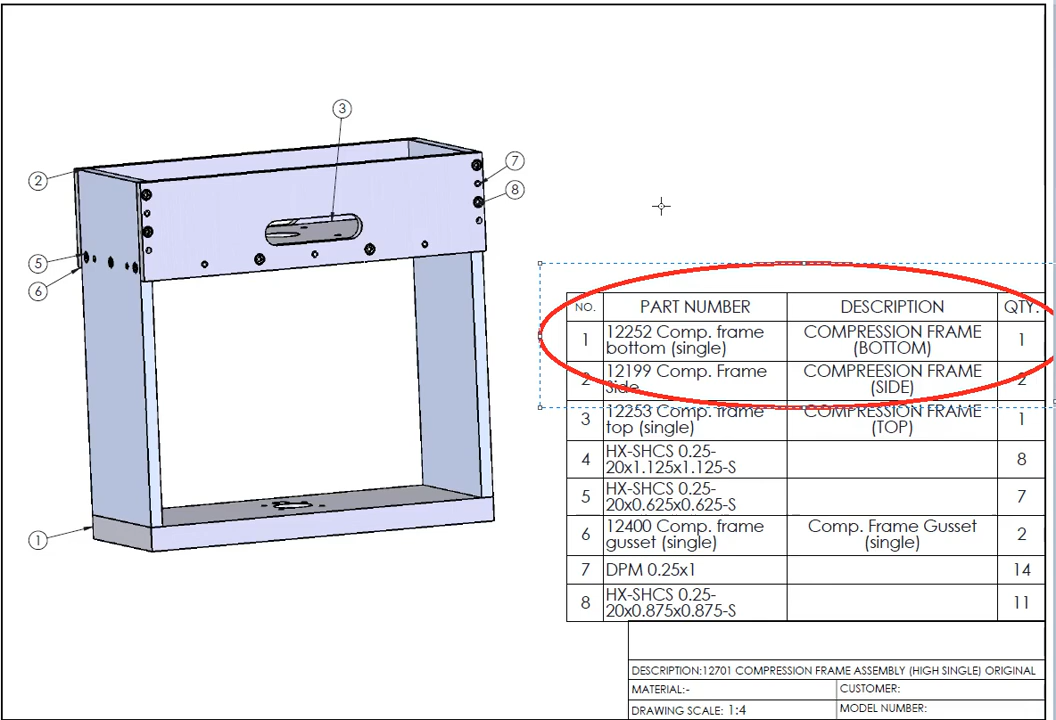 3
2
7
8
5
6
1
NO. PART NUMBER DESCRIPTION QTY.
1 12252 Comp. frame bottom (single) COMPRESSION FRAME (BOTTOM) 1
2 12199 Comp. Frame Side COMPREESION FRAME (SIDE) 2
3 12253 Comp. frame top (single) COMPRESSION FRAME (TOP) 1
4 HX-SHCS 0.25-20x1.125x1.125-S 8
5 HX-SHCS 0.25-20x0.625x0.625-S 7
6 12400 Comp. frame gusset (single) Comp. Frame Gusset (single) 2
7 DPM 0.25x1 14
8 HX-SHCS 0.25-20x0.875x0.875-S 11
DESCRIPTION:12701 COMPRESSION FRAME ASSEMBLY (HIGH SINGLE) ORIGINAL
MATERIAL:- CUSTOMER:
DRAWING SCALE: 1:4 MODEL NUMBER: